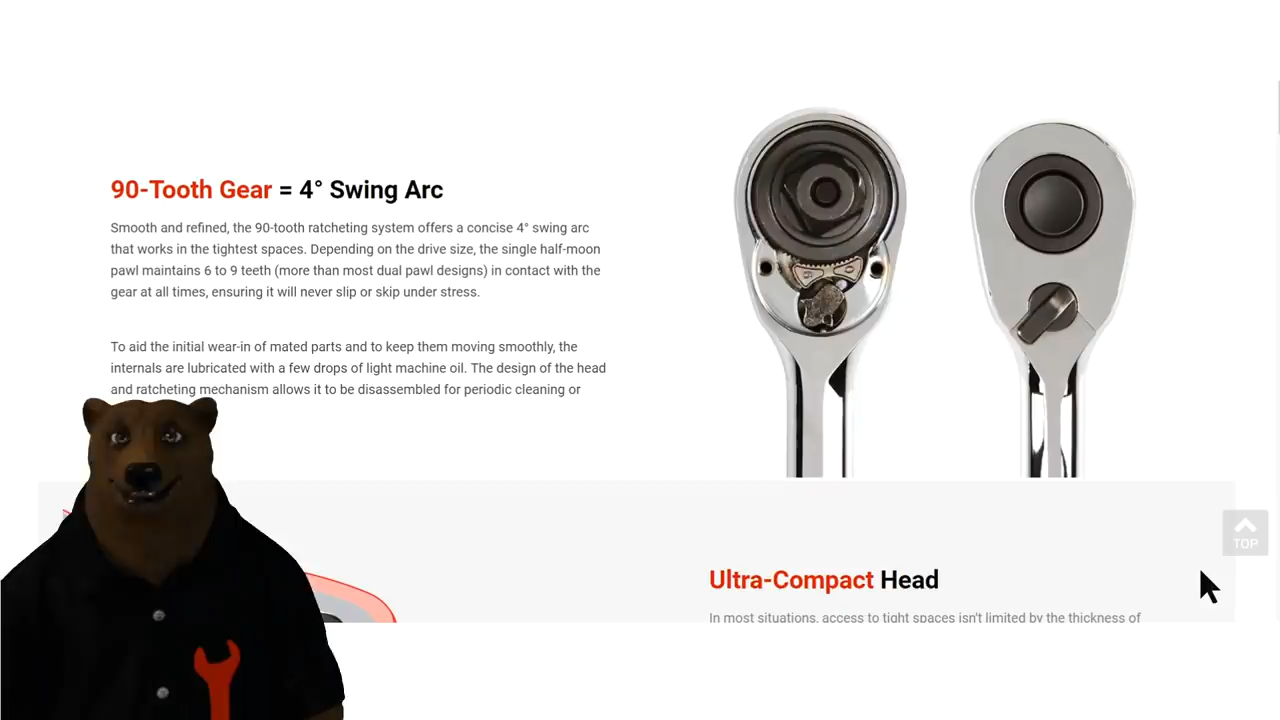 90-Tooth Gear = 4° Swing Arc
Smooth and refined, the 90-tooth ratcheting system offers a concise 4° swing arc
that works in the tightest spaces. Depending on the drive size, the single half-moon
pawl maintains 6 to 9 teeth (more than most dual pawl designs) in contact with the
gear at all times, ensuring it will never slip or skip under stress.
To aid the initial wear-in of mated parts and to keep them moving smoothly, the
internals are lubricated with a few drops of light machine oil. The design of the head
and ratcheting mechanism allows it to be disassembled for periodic cleaning or
TOP
Ultra-Compact Head
In most situations, access to tight spaces isn't limited by the thickness of